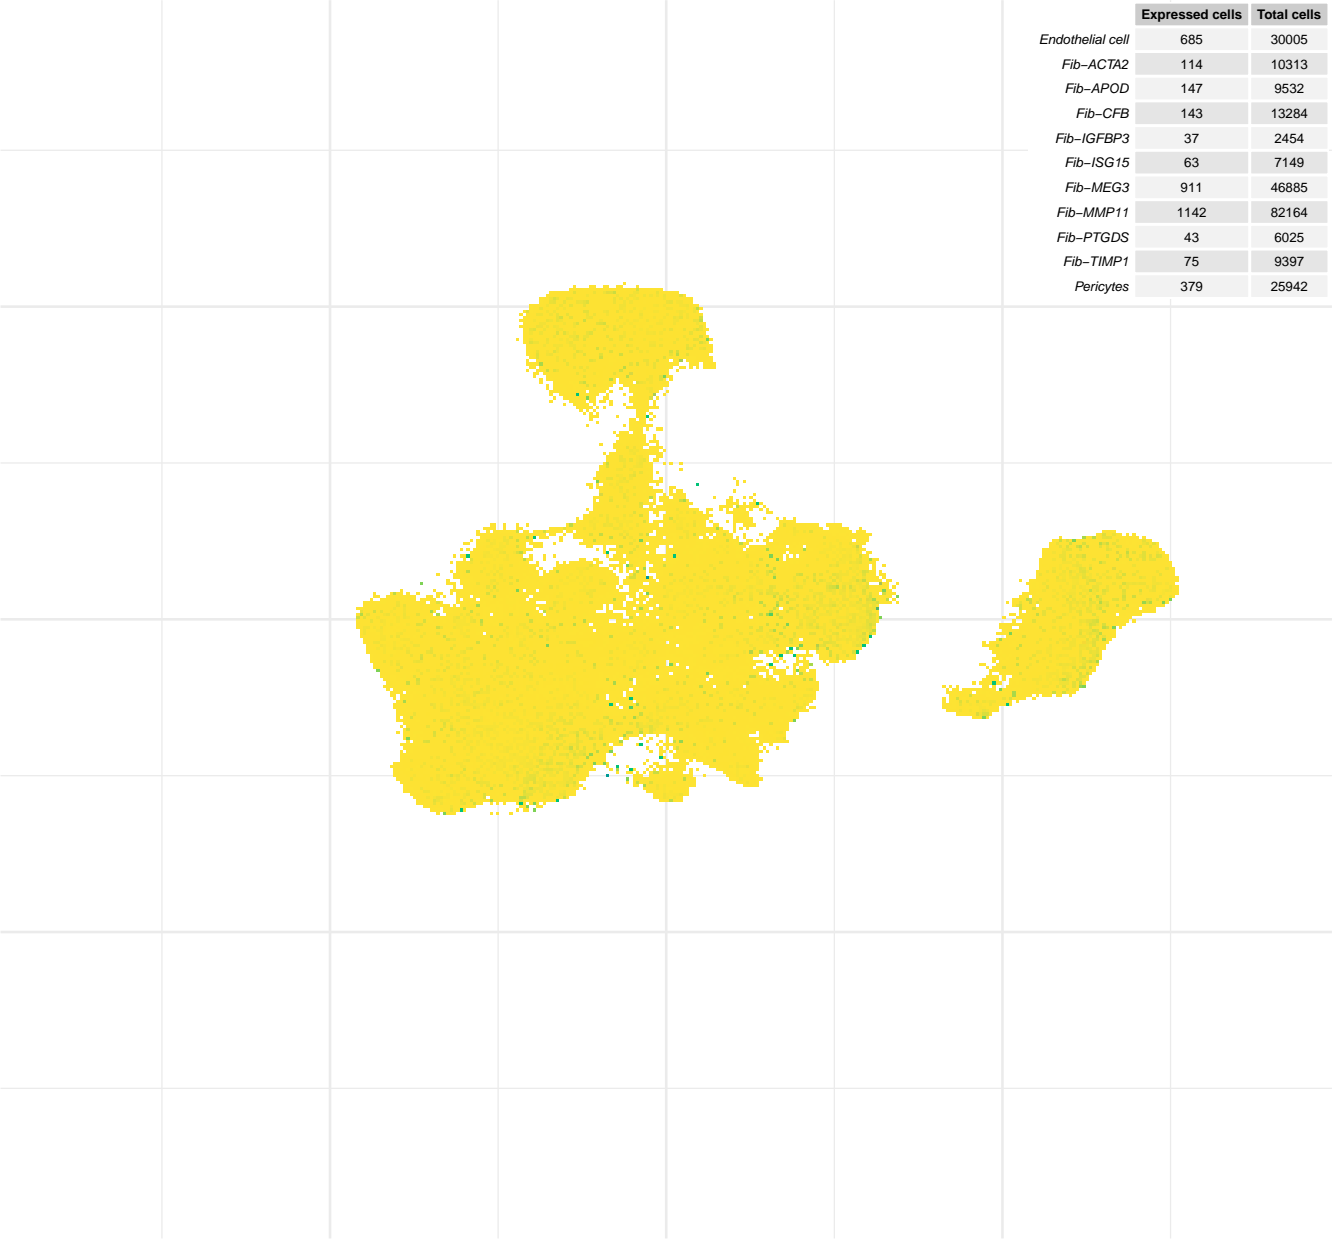 Expressed cells Total cells
Endothelial cell 685 30005
Fib−ACTA2 114 10313
Fib−APOD 147 9532
Fib−CFB 143 13284
Fib−IGFBP3 37 2454
Fib−ISG15 63 7149
Fib−MEG3 911 46885
Fib−MMP11 1142 82164
Fib−PTGDS 43 6025
Fib−TIMP1 75 9397
Pericytes 379 25942